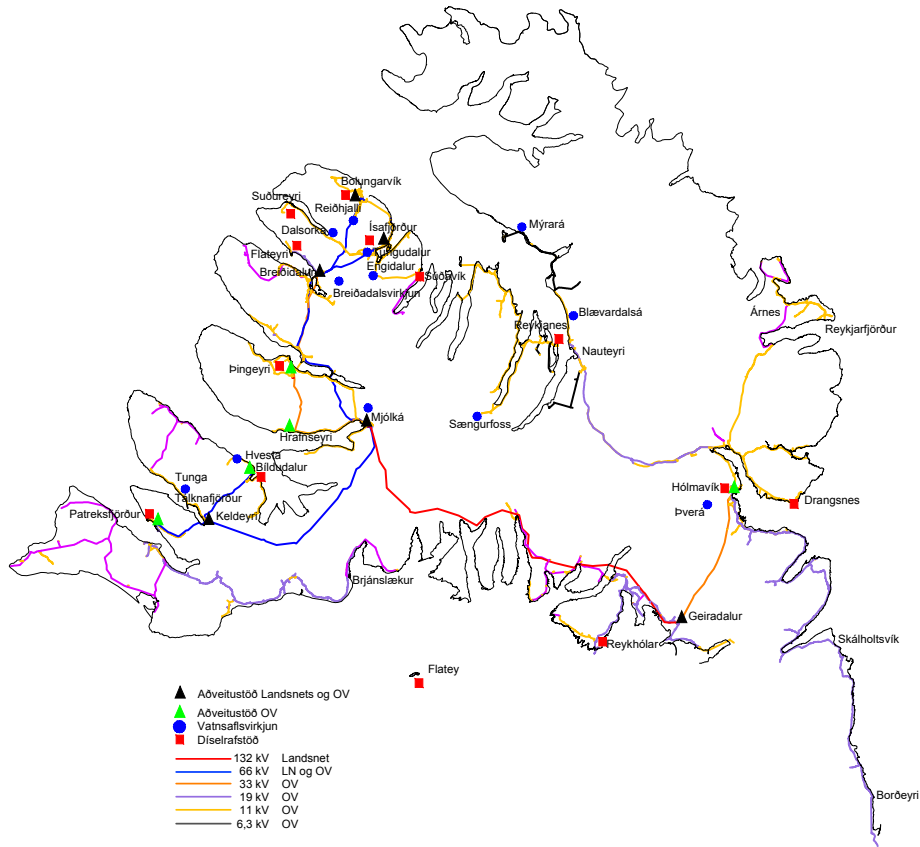 Bolungarvík
Suðureyri
Reiðhjalli
Dalsorka
Ísafjörður
Mýrará
Flateyri
Tungudalur
Breiðidalur
Engidalur
Súðavík
Breiðadalsvirkjun
Árnes
Blævardalsá
Reykjanes
Reykjarfjörður
Nauteyri
Þingeyri
Mjólká
Sængurfoss
Hrafnseyri
Hvesta
Bíldudalur
Tunga
Hólmavík
Tálknafjörður
Drangsnes
Patreksfjörður
Keldeyri
Þverá
Brjánslækur
Geiradalur
Skálholtsvík
Reykhólar
Flatey
Aðveitustöð Landsnets og OV
Aðveitustöð OV
Vatnsaflsvirkjun
Díselrafstöð
132 kV Landsnet
66 kV LN og OV
33 kV OV
19 kV OV
11 kV OV
6,3 kV OV
Borðeyri